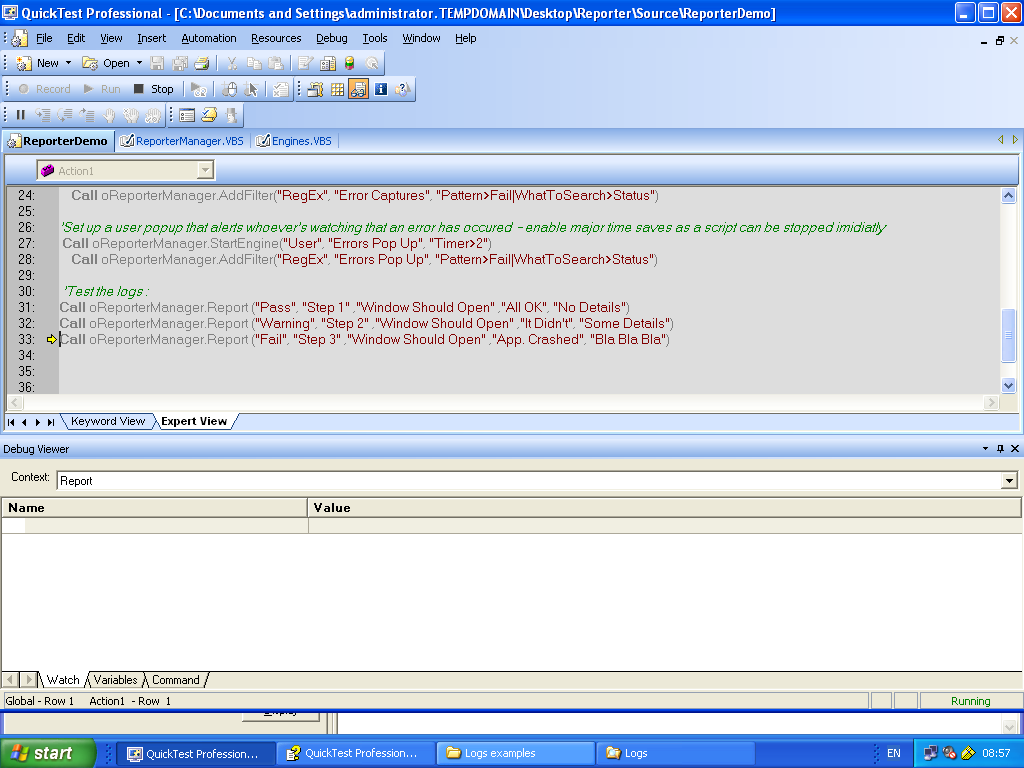 QuickTest Professional - [C:\Documents and Settings\administrator.TEMPDOMAIN\Desktop\Reporter\Source\ReporterDemo]
File Edit View Insert Automation Resources Debug Tools Window Help
New Open
Record Run Stop
ReporterDemo ReporterManager.VBS Engines.VBS
Action1
24: Call oReporterManager.AddFilter("RegEx", "Error Captures", "Pattern>Fail|WhatToSearch>Status")
25:
26: 'Set up a user popup that alerts whoever's watching that an error has occured - enable major time saves as a script can be stopped imidiatly
27: Call oReporterManager.StartEngine("User", "Errors Pop Up", "Timer>2")
28: Call oReporterManager.AddFilter("RegEx", "Errors Pop Up", "Pattern>Fail|WhatToSearch>Status")
29:
30: 'Test the logs :
31: Call oReporterManager.Report ("Pass", "Step 1" ,"Window Should Open" ,"All OK", "No Details")
32: Call oReporterManager.Report ("Warning", "Step 2" ,"Window Should Open" ,"It Didn't", "Some Details")
33: Call oReporterManager.Report ("Fail", "Step 3" ,"Window Should Open" ,"App. Crashed", "Bla Bla Bla")
34:
35:
36:
Keyword View Expert View
Debug Viewer
Context: Report
Name Value
Watch Variables Command
Global - Row 1 Action1 - Row 1 Running
start QuickTest Profession... QuickTest Profession... Logs examples Logs EN 08:57